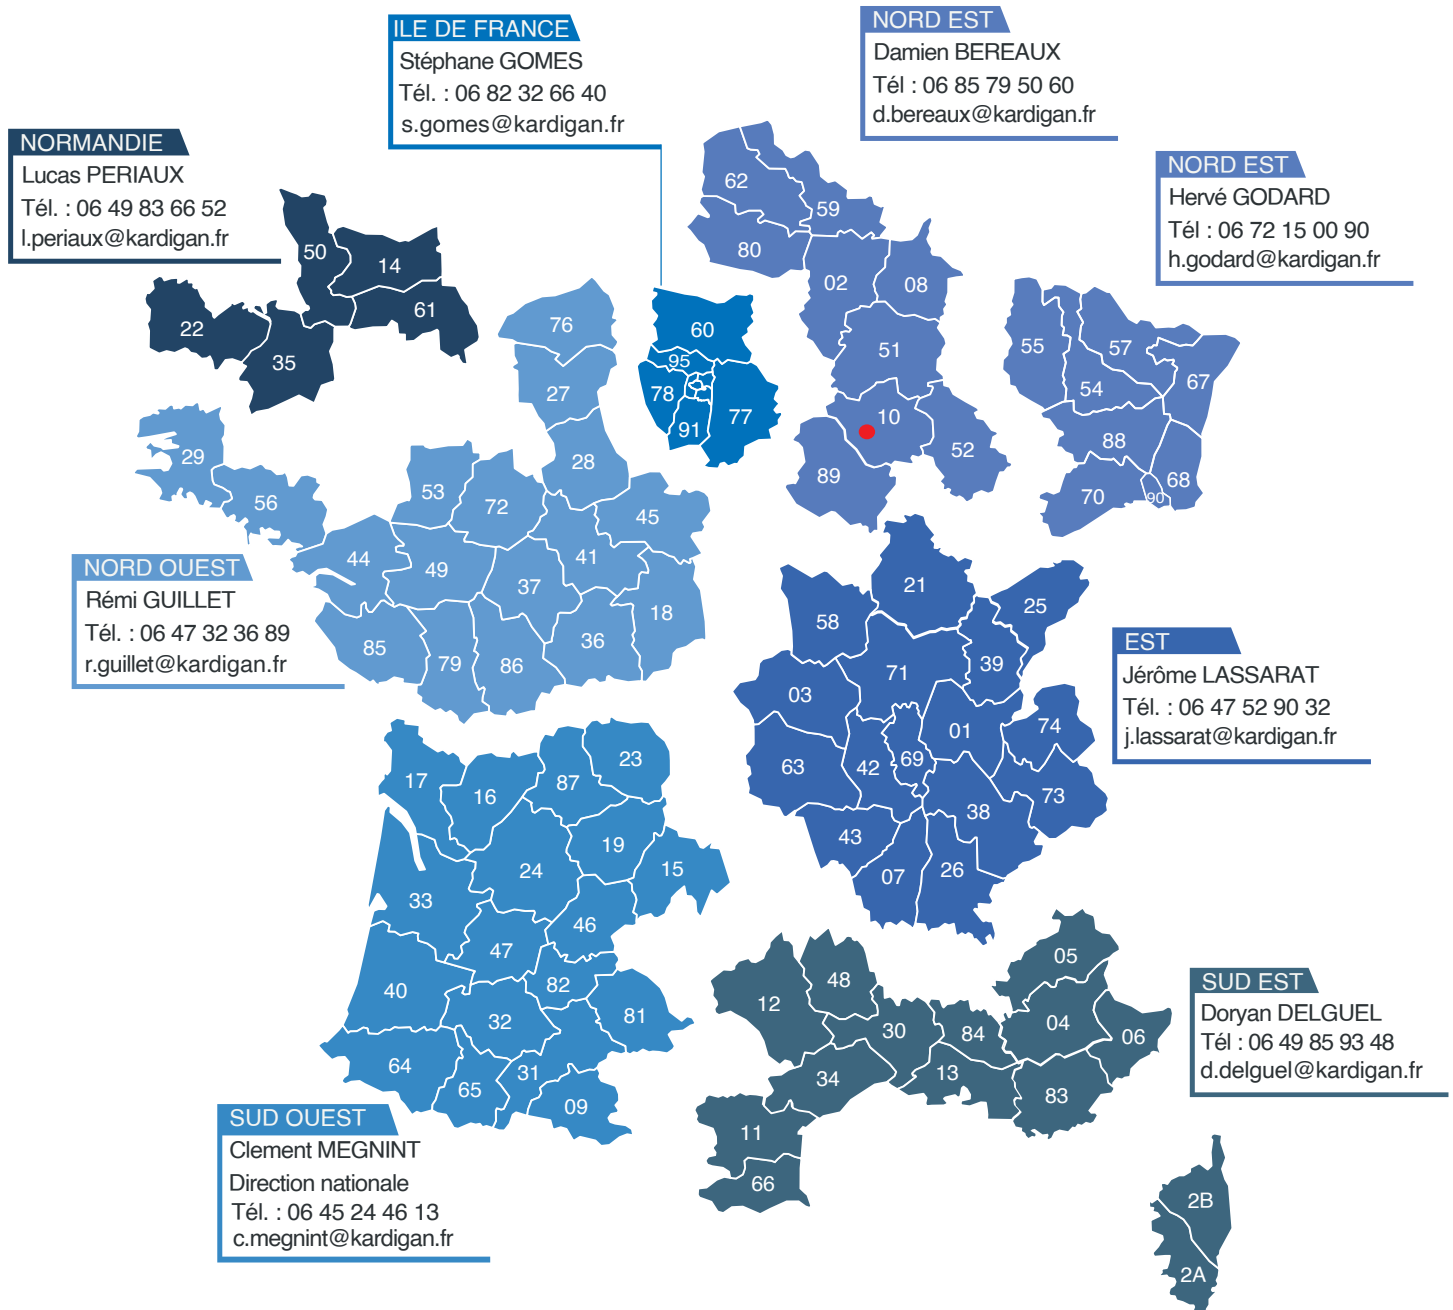 ILE DE FRANCE
Stéphane GOMES
Tél. : 06 82 32 66 40
s.gomes@kardigan.fr
NORD EST
Damien BEREAUX
Tél : 06 85 79 50 60
d.bereaux@kardigan.fr
NORMANDIE
Lucas PERIAUX
Tél. : 06 49 83 66 52
l.periaux@kardigan.fr
NORD EST
Hervé GODARD
Tél : 06 72 15 00 90
h.godard@kardigan.fr
50
14
61
22
35
62
59
80
02
08
51
10
52
89
60
95
78
91
77
55
57
54
67
88
68
70
90
76
27
28
29
56
53
72
45
44
49
41
37
18
85
79
86
36
NORD OUEST
Rémi GUILLET
Tél. : 06 47 32 36 89
r.guillet@kardigan.fr
21
25
58
39
71
03
01
74
63
42
69
73
38
43
07
26
EST
Jérôme LASSARAT
Tél. : 06 47 52 90 32
j.lassarat@kardigan.fr
17
16
87
23
19
24
15
33
46
47
40
82
81
32
64
65
31
09
SUD OUEST
Clement MEGNINT
Direction nationale
Tél. : 06 45 24 46 13
c.megnint@kardigan.fr
05
48
12
04
06
30
84
34
13
83
11
66
2B
2A
SUD EST
Doryan DELGUEL
Tél : 06 49 85 93 48
d.delguel@kardigan.fr